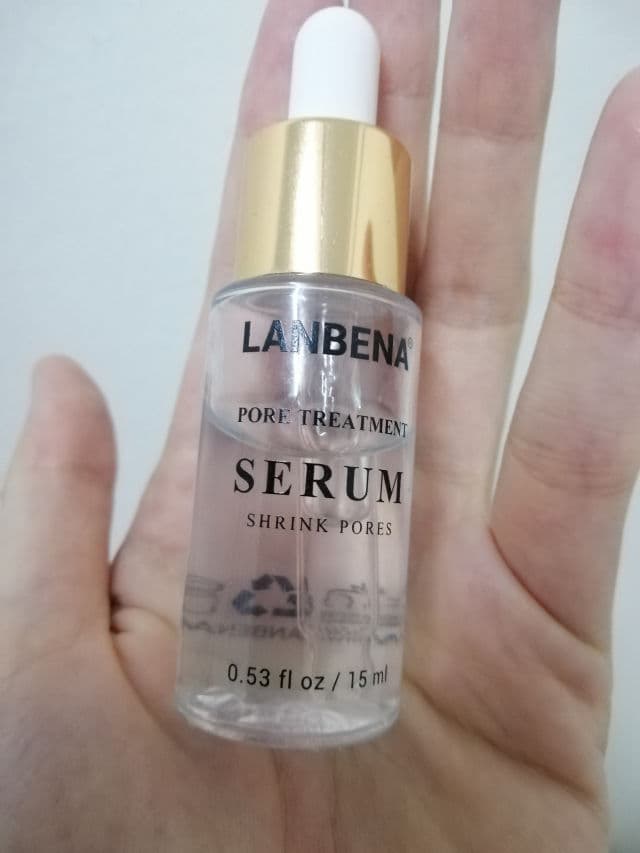 LANBENA®
PORE TREATMENT
SERUM
SHRINK PORES
0.53 fl oz / 15 ml